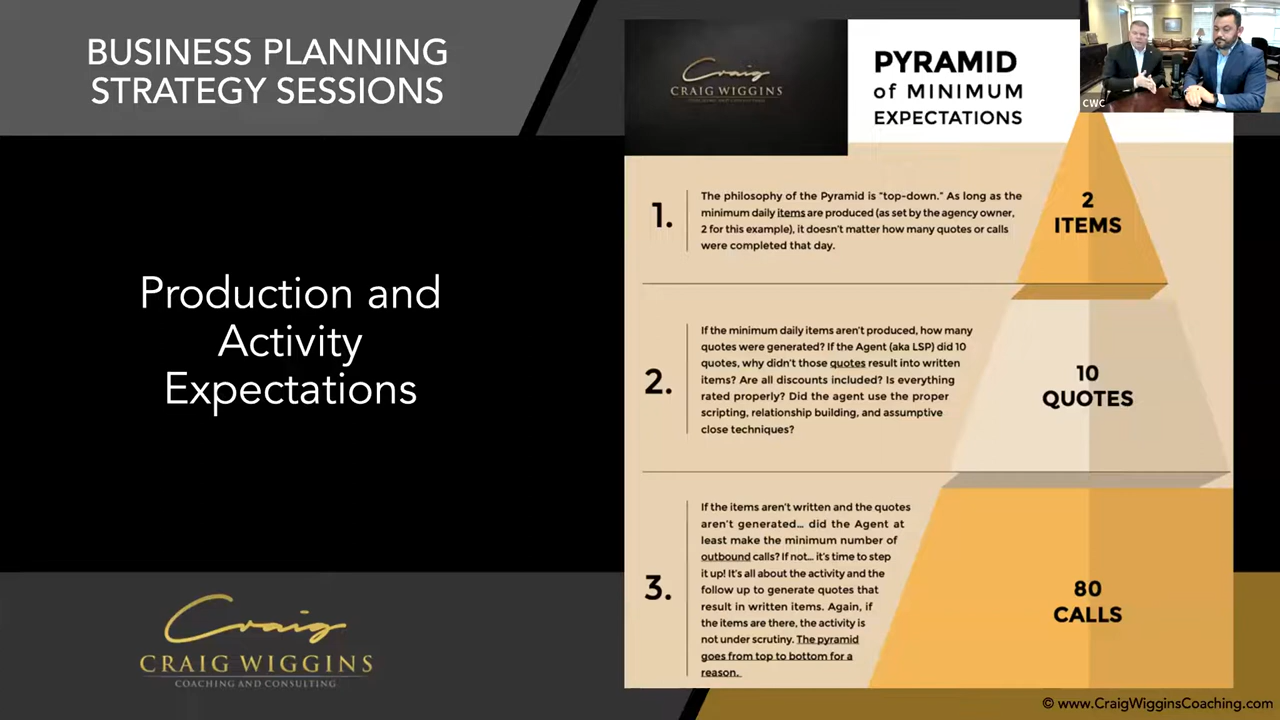 BUSINESS PLANNING
STRATEGY SESSIONS
Production and
Activity
Expectations
Craig
CRAIG WIGGINS
COACHING AND CONSULTING
Craig
CRAIG WIGGINS
PYRAMID
of MINIMUM
EXPECTATIONS
CWC
1.
The philosophy of the Pyramid is “top-down.” As long as the
minimum daily items are produced (as set by the agency owner,
2 for this example), it doesn’t matter how many quotes or calls
were completed that day.
2
ITEMS
2.
If the minimum daily items aren’t produced, how many
quotes were generated? If the Agent (aka LSP) did 10
quotes, why didn’t those quotes result into written
items? Are all discounts included? Is everything
rated properly? Did the agent use the proper
scripting, relationship building, and assumptive
close techniques?
10
QUOTES
3.
If the items aren’t written and the quotes
aren’t generated... did the Agent at
least make the minimum number of
outbound calls? If not... it’s time to step
it up! It’s all about the activity and the
follow up to generate quotes that
result in written items. Again, if
the items are there, the activity is
not under scrutiny. The pyramid
goes from top to bottom for a
reason.
80
CALLS
© www.CraigWigginsCoaching.com